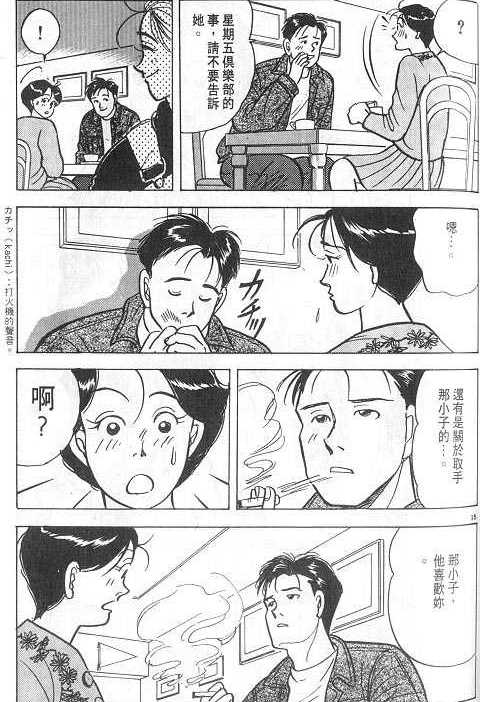 ?
星期五俱樂部的
事，請不要告訴
她。
!
嗯…。
カチッ
カチッ（kachi）：打火機的聲音。
還有是關於取手
那小子的…。
啊?
15
那小子，
他喜歡妳
。